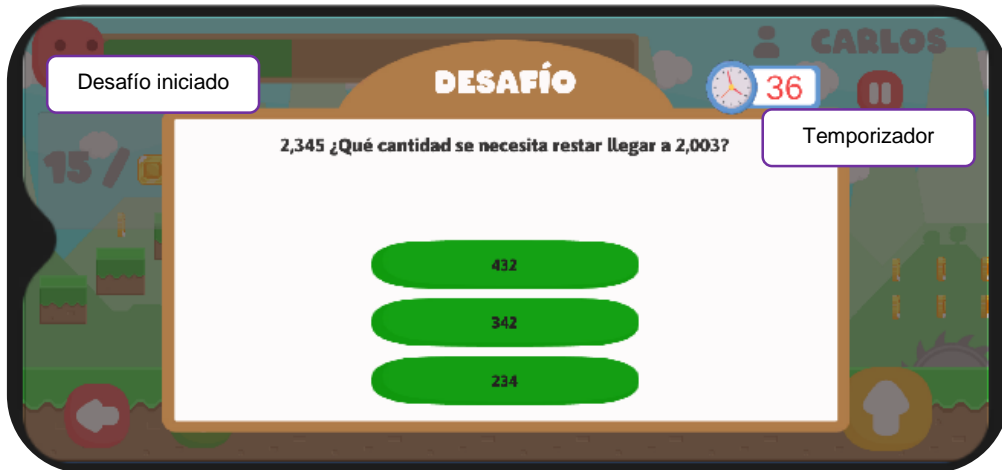 CARLOS
Desafío iniciado
DESAFÍO
36
Temporizador
15 /
2,345 ¿Qué cantidad se necesita restar llegar a 2,003?
432
342
234